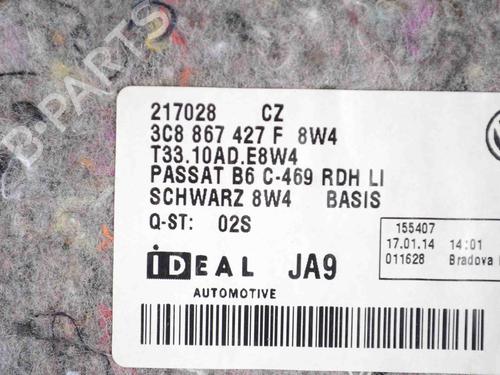 B-PARTS
217028 CZ
3C8 867 427 F 8W4
T33.10AD.E8W4
PASSAT B6 C-469 RDH LI
SCHWARZ 8W4 BASIS
Q-ST: 02S
iDEAL JA9
AUTOMOTIVE
155407
17.01.14 14:01
011628 Bradova